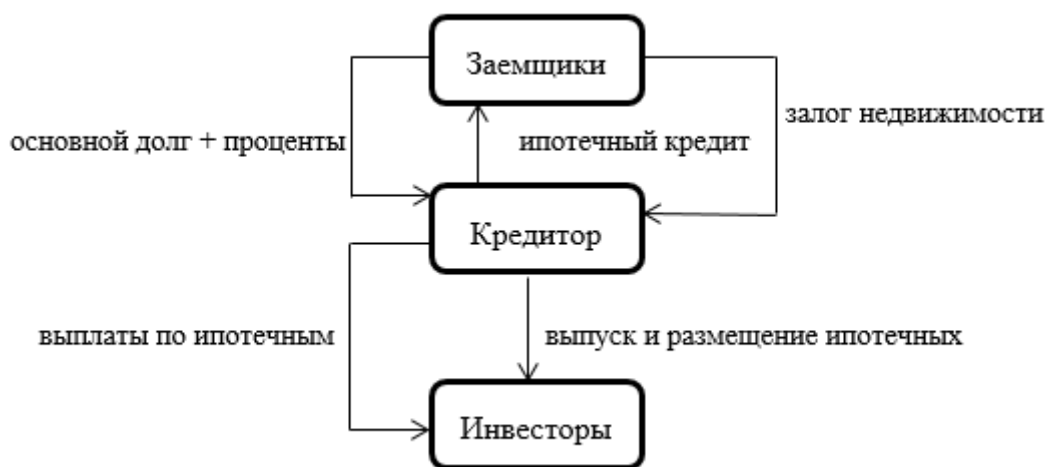 Заемщики
залог недвижимости
основной долг + проценты
ипотечный кредит
Кредитор
выплаты по ипотечным
выпуск и размещение ипотечных
Инвесторы